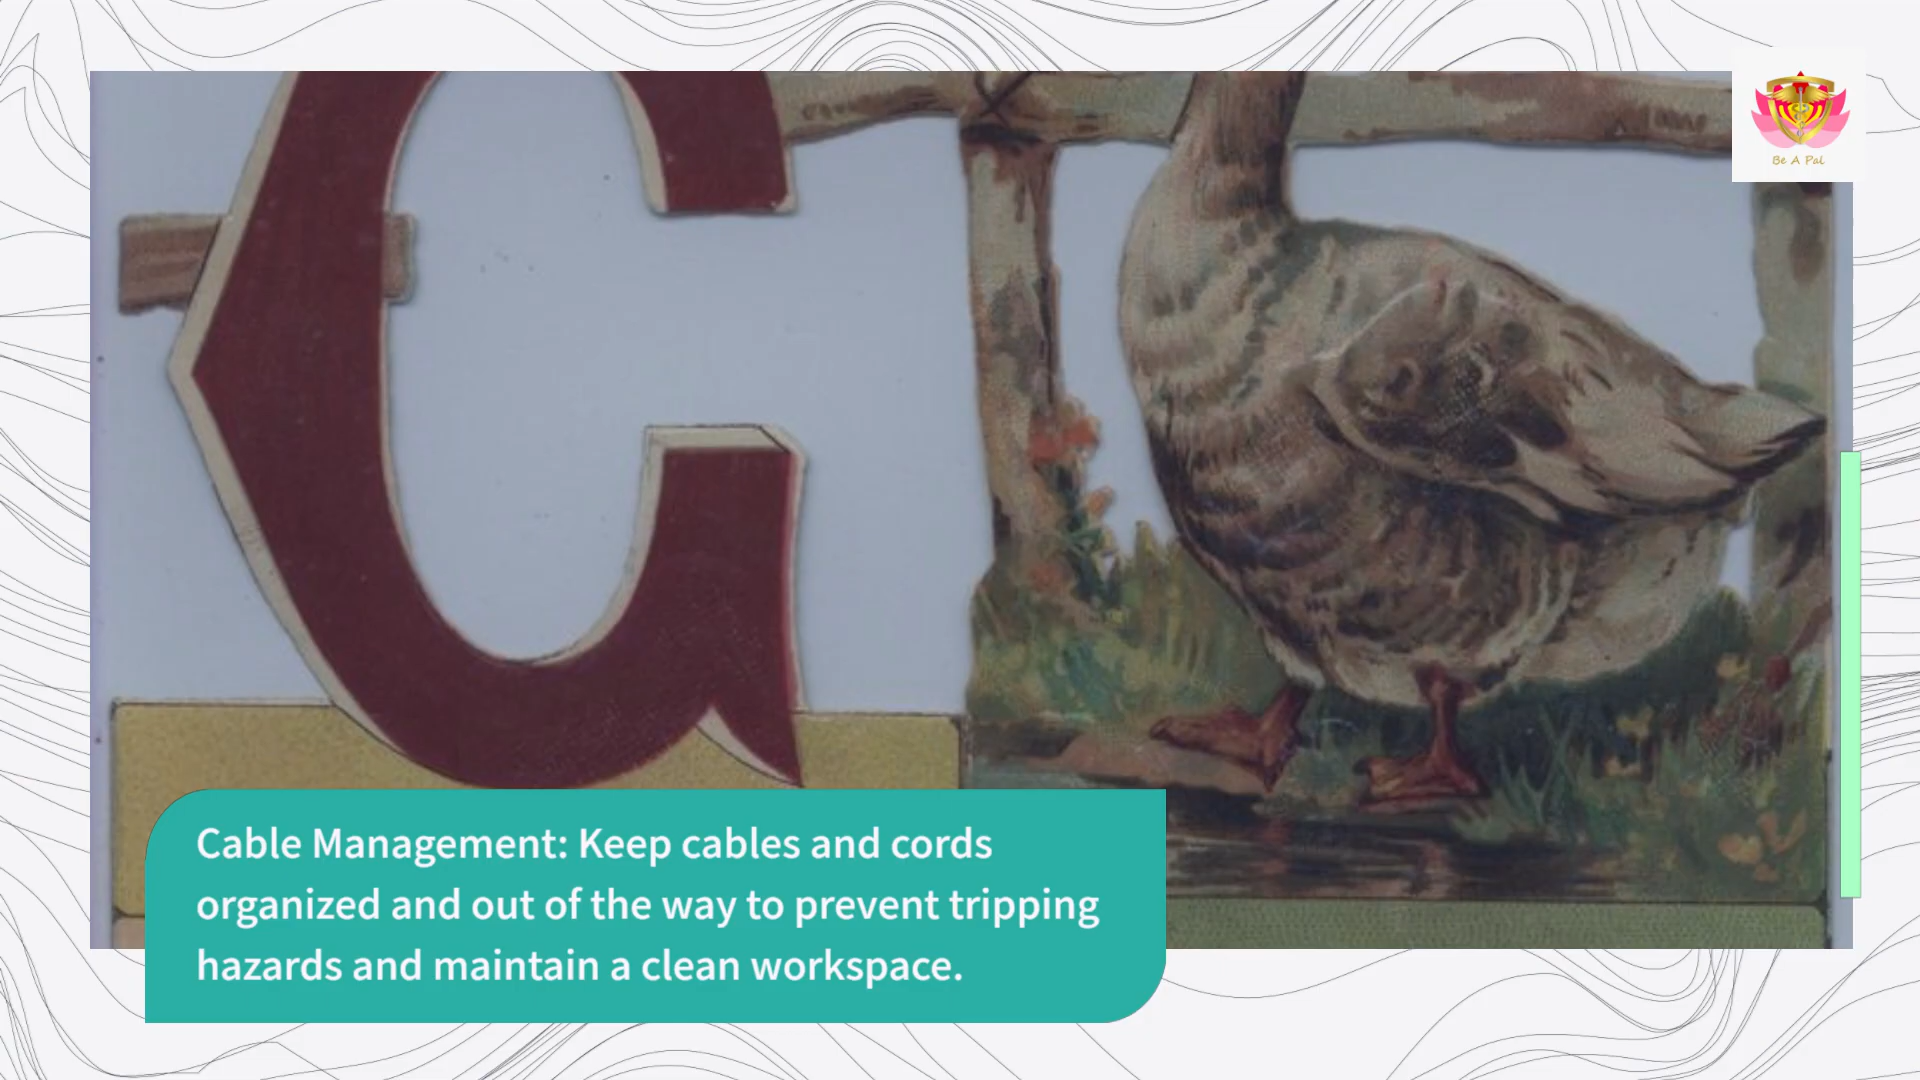 G
Be A Pal
Cable Management: Keep cables and cords
organized and out of the way to prevent tripping
hazards and maintain a clean workspace.